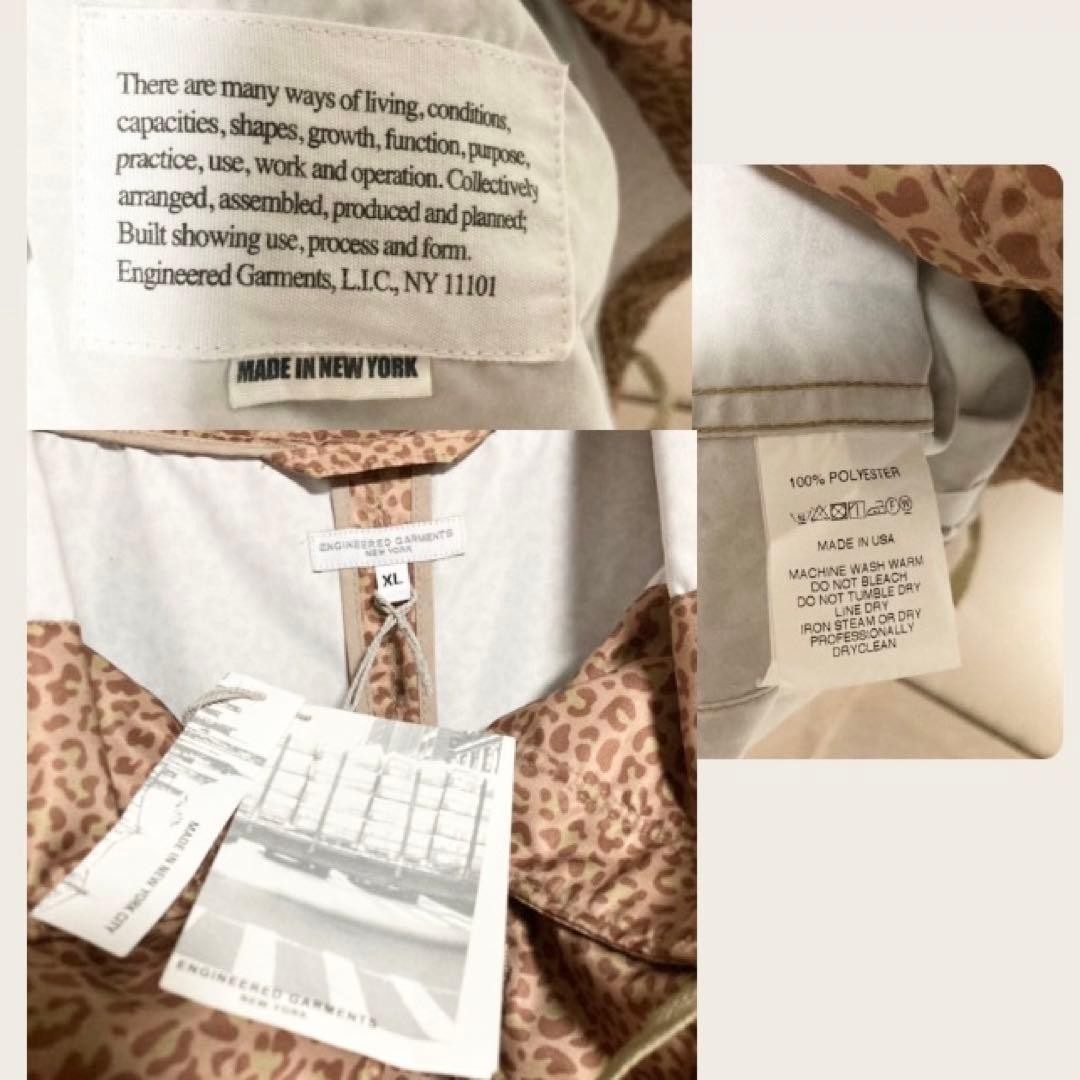 There are many ways of living, conditions,
capacities, shapes, growth, function, purpose,
practice, use, work and operation. Collectively
arranged, assembled, produced and planned;
Built showing use, process and form.
Engineered Garments, L.I.C., NY 11101
MADE IN NEW YORK
100% POLYESTER
MADE IN USA
MACHINE WASH WARM
DO NOT BLEACH
DO NOT TUMBLE DRY
LINE DRY
IRON STEAM OR DRY
PROFESSIONALLY
DRYCLEAN
ENGINEERED GARMENTS
NEW YORK
XL
MADE IN NEW YORK CITY
ENGINEERED GARMENTS
NEW YORK